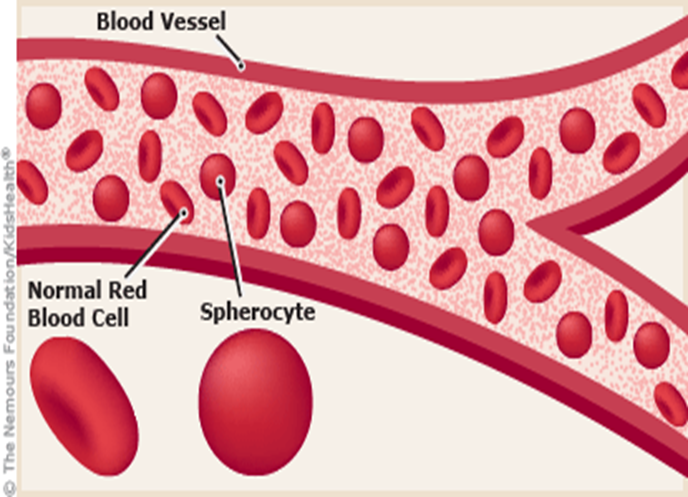 Blood Vessel
Normal Red
Blood Cell
Spherocyte
© The Nemours Foundation/KidsHealth®